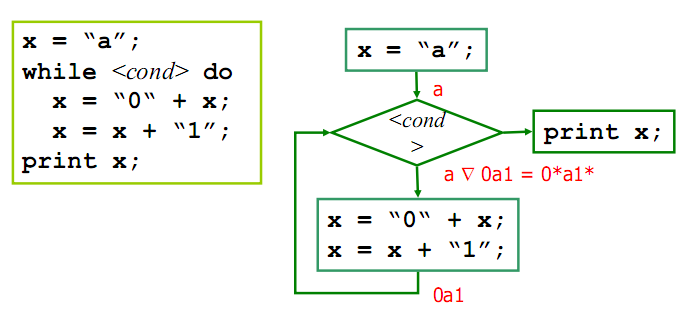 x = “a”;
while <cond> do
x = “0“ + x;
x = x + “1”;
print x;
x = “a”;
a
<cond
>
print x;
a ∇ 0a1 = 0*a1*
x = “0“ + x;
x = x + “1”;
0a1